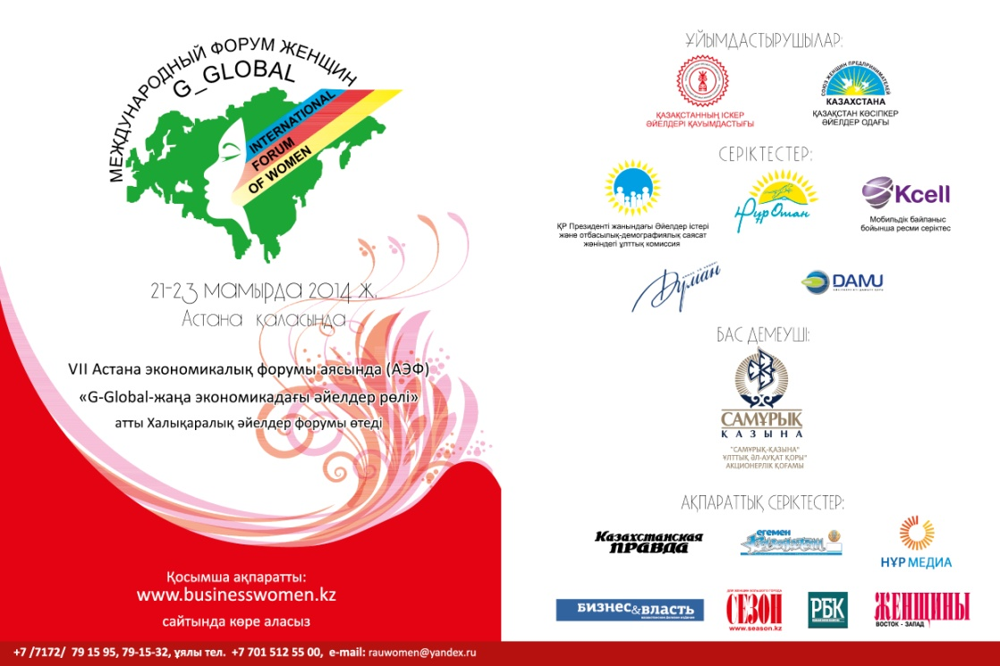 МЕЖДУНАРОДНЫЙ ФОРУМ ЖЕНЩИН
G_GLOBAL
INTERNATIONAL
FORUM
OF WOMEN
21-23 мамырда 2014 ж.
Астана қаласында
VII Астана экономикалық форумы аясында (АЭФ)
«G-Global-жаңа экономикадағы әйелдер рөлі»
атты Халықаралық әйелдер форумы өтеді
Қосымша ақпаратты:
www.businesswomen.kz
сайтында көре аласыз
+7 /7172/ 79 15 95, 79-15-32, ұялы тел. +7 701 512 55 00, e-mail: rauwomen@yandex.ru
ҰЙЫМДАСТЫРУШЫЛАР:
ҚАЗАҚСТАННЫҢ ІСКЕР
ӘЙЕЛДЕРІ ҚАУЫМДАСТЫҒЫ
СОЮЗ ЖЕНЩИН ПРЕДПРИНИМАТЕЛЕЙ
КАЗАХСТАНА
ҚАЗАҚСТАН КӘСІПКЕР
ӘЙЕЛДЕР ОДАҒЫ
СЕРІКТЕСТЕР:
ҚР Президенті жанындағы Әйелдер істері
және отбасылық-демографиялық саясат
жөніндегі ұлттық комиссия
Нұр Отан
Kcell
Мобильдік байланыс
бойынша ресми серіктес
Думан
DAMU
БАС ДЕМЕУШІ:
САМҰРЫҚ
ҚАЗЫНА
"САМҰРЫҚ-ҚАЗЫНА"
ҰЛТТЫҚ ӘЛ-АУҚАТ ҚОРЫ"
АКЦИОНЕРЛІК ҚОҒАМЫ
АҚПАРАТТЫҚ СЕРІКТЕСТЕР:
Казахстанская
ПРАВДА
егемен
Қазақстан
НҰР МЕДИА
БИЗНЕС&ВЛАСТЬ
СЕЗОН
www.season.kz
РБК
ЖЕНЩИНЫ
ВОСТОК - ЗАПАД